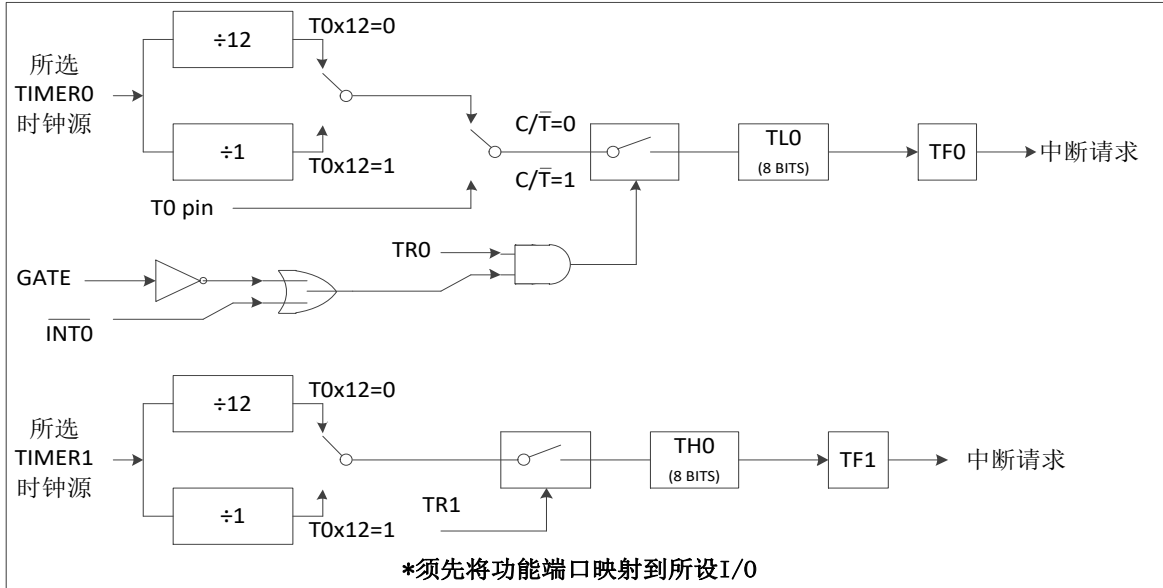 ÷12
T0x12=0
所选
TIMER0
时钟源
÷1
T0x12=1
C/T̅=0
C/T̅=1
TL0
(8 BITS)
TF0
中断请求
T0 pin
TR0
GATE
I̅N̅T̅0̅
÷12
T0x12=0
所选
TIMER1
时钟源
÷1
T0x12=1
TR1
TH0
(8 BITS)
TF1
中断请求
*须先将功能端口映射到所设I/O